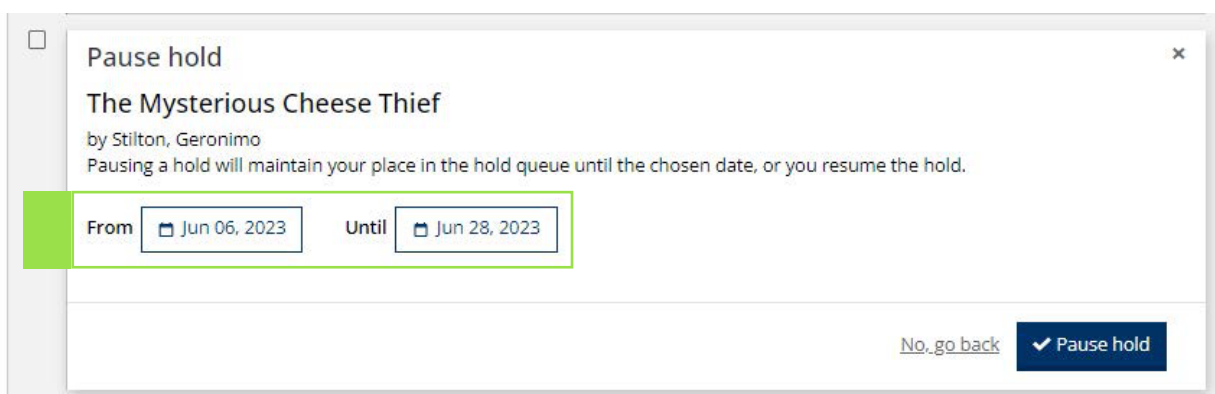 Pause hold
The Mysterious Cheese Thief
by Stilton, Geronimo
Pausing a hold will maintain your place in the hold queue until the chosen date, or you resume the hold.
From Jun 06, 2023 Until Jun 28, 2023
No, go back Pause hold